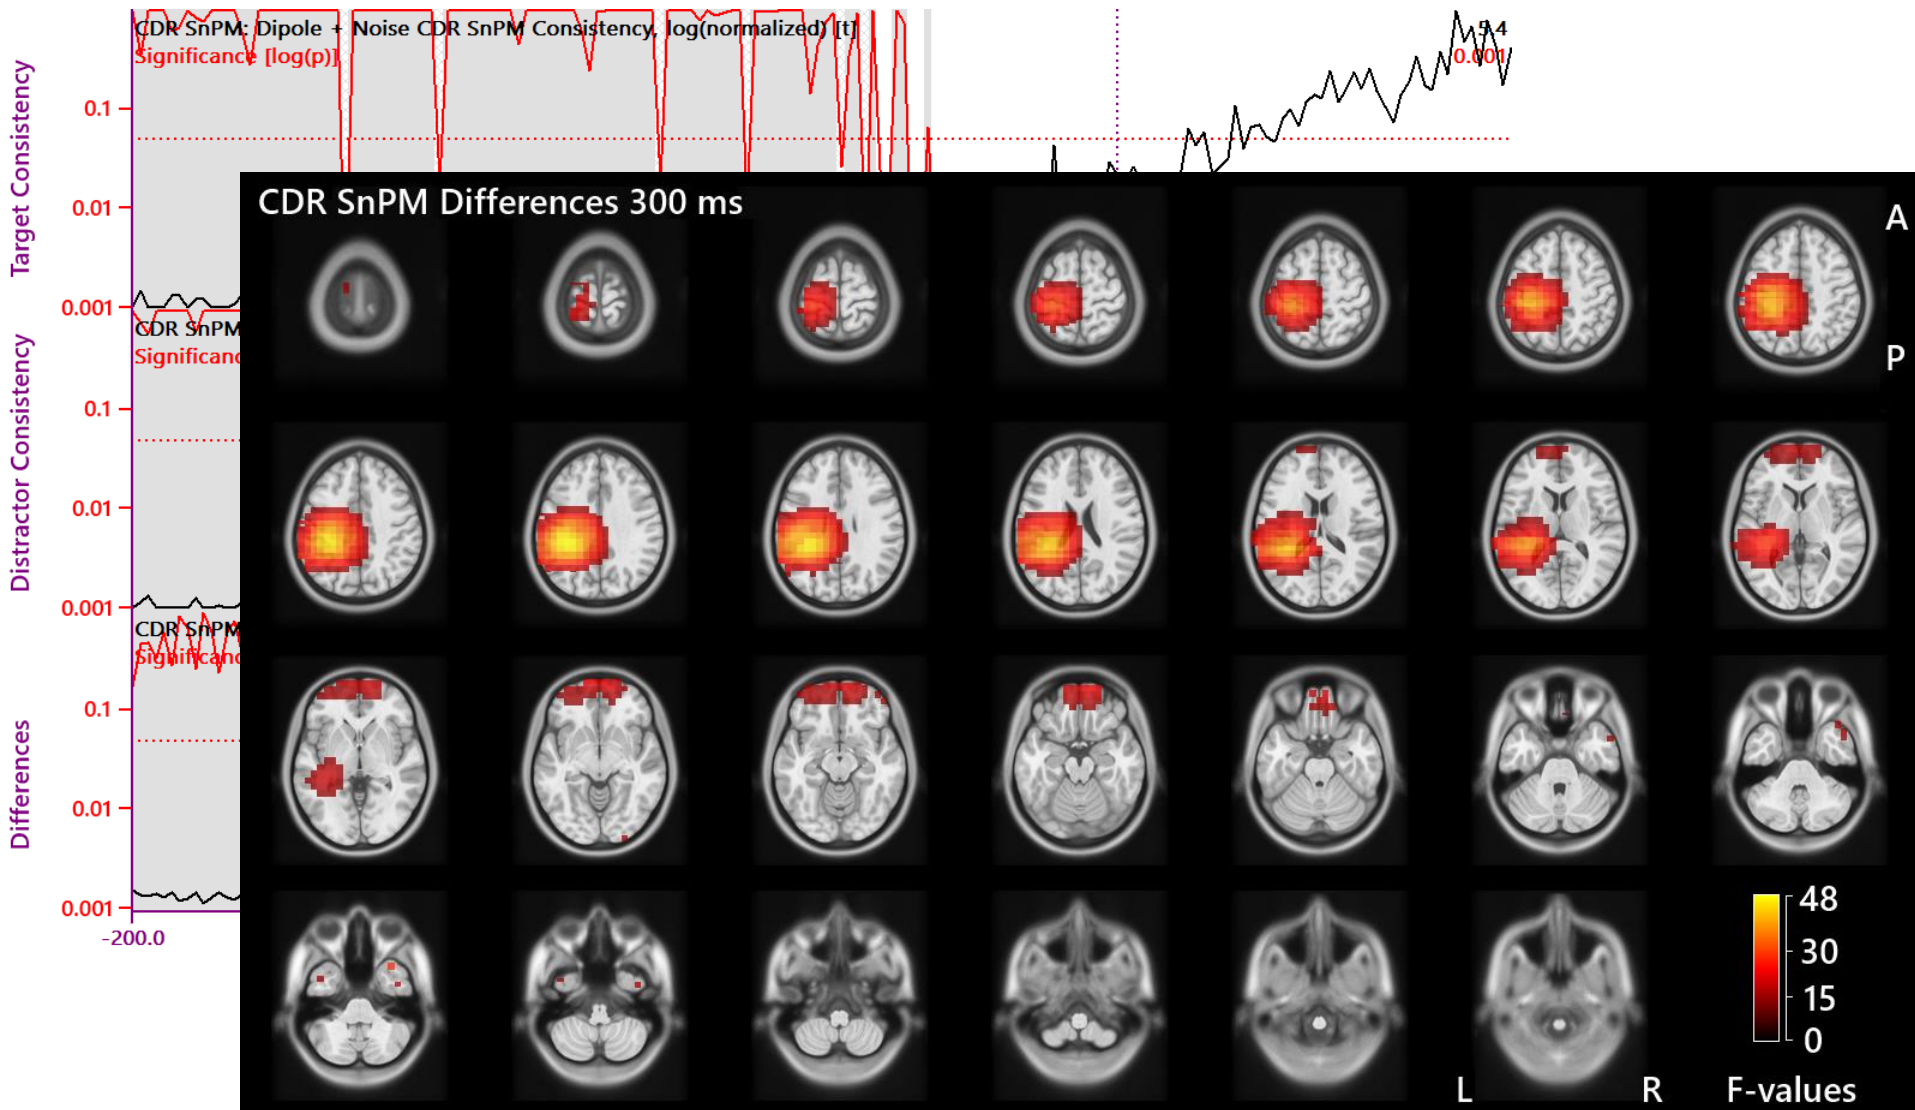 CDR SnPM: Dipole + Noise CDR SnPM Consistency, log(normalized) [t]
5.4
Significance [log(p)]
0.001
Target Consistency
0.1
0.01
0.001
CDR SnPM Differences 300 ms
A
P
CDR SnPM
Significanc
Distractor Consistency
0.1
0.01
0.001
CDR SnPM
Significanc
Differences
0.1
0.01
0.001
-200.0
48
30
15
0
L
R
F-values